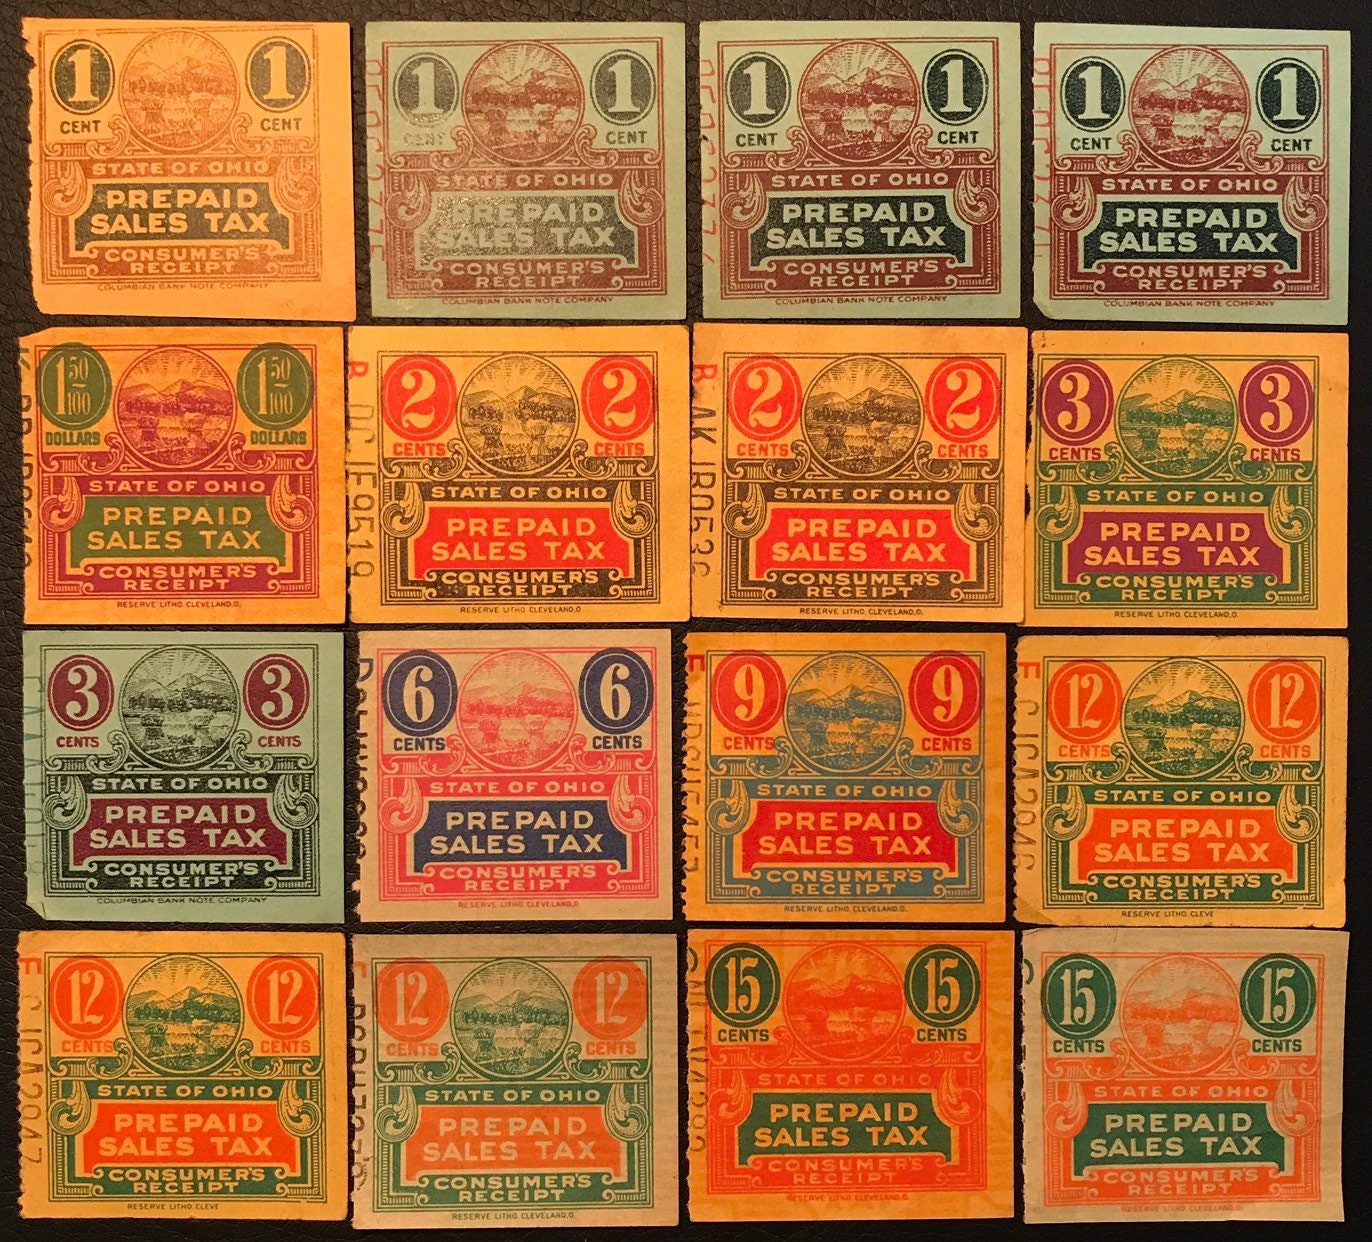 1 1
CENT CENT
STATE OF OHIO
PREPAID
SALES TAX
CONSUMER'S
RECEIPT
COLUMBIAN BANK NOTE COMPANY
1 1
CENT CENT
STATE OF OHIO
PREPAID
SALES TAX
CONSUMER'S
RECEIPT
COLUMBIAN BANK NOTE COMPANY
1 1
CENT CENT
STATE OF OHIO
PREPAID
SALES TAX
CONSUMER'S
RECEIPT
COLUMBIAN BANK NOTE COMPANY
1 1
CENT CENT
STATE OF OHIO
PREPAID
SALES TAX
CONSUMER'S
RECEIPT
COLUMBIAN BANK NOTE COMPANY
1 50/100 1 50/100
DOLLARS DOLLARS
STATE OF OHIO
PREPAID
SALES TAX
CONSUMER'S
RECEIPT
RESERVE LITHO. CLEVELAND,O.
2 2
CENTS CENTS
STATE OF OHIO
PREPAID
SALES TAX
CONSUMER'S
RECEIPT
RESERVE LITHO. CLEVELAND,O.
2 2
CENTS CENTS
STATE OF OHIO
PREPAID
SALES TAX
CONSUMER'S
RECEIPT
RESERVE LITHO. CLEVELAND,O.
3 3
CENTS CENTS
STATE OF OHIO
PREPAID
SALES TAX
CONSUMER'S
RECEIPT
RESERVE LITHO. CLEVELAND,O.
3 3
CENTS CENTS
STATE OF OHIO
PREPAID
SALES TAX
CONSUMER'S
RECEIPT
COLUMBIAN BANK NOTE COMPANY
6 6
CENTS CENTS
STATE OF OHIO
PREPAID
SALES TAX
CONSUMER'S
RECEIPT
RESERVE LITHO. CLEVELAND,O.
9 9
CENTS CENTS
STATE OF OHIO
PREPAID
SALES TAX
CONSUMER'S
RECEIPT
RESERVE LITHO. CLEVELAND,O.
12 12
CENTS CENTS
STATE OF OHIO
PREPAID
SALES TAX
CONSUMER'S
RECEIPT
RESERVE LITHO. CLEVE
12 12
CENTS CENTS
STATE OF OHIO
PREPAID
SALES TAX
CONSUMER'S
RECEIPT
RESERVE LITHO. CLEVE
12 12
CENTS CENTS
STATE OF OHIO
PREPAID
SALES TAX
CONSUMER'S
RECEIPT
RESERVE LITHO. CLEVELAND,O.
15 15
CENTS CENTS
STATE OF OHIO
PREPAID
SALES TAX
CONSUMER'S
RECEIPT
RESERVE LITHO. CLEVELAND,O.
15 15
CENTS CENTS
STATE OF OHIO
PREPAID
SALES TAX
CONSUMER'S
RECEIPT
RESERVE LITHO. CLEVELAND,O.